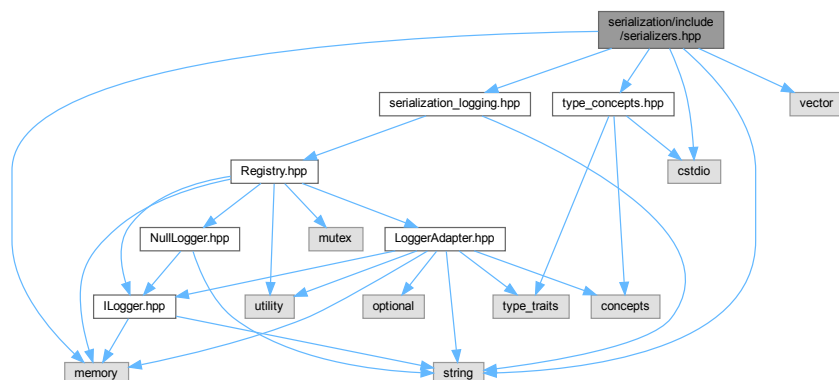 serialization/include
/serializers.hpp
serialization_logging.hpp
type_concepts.hpp
vector
cstdio
Registry.hpp
NullLogger.hpp
mutex
LoggerAdapter.hpp
ILogger.hpp
utility
optional
type_traits
concepts
memory
string